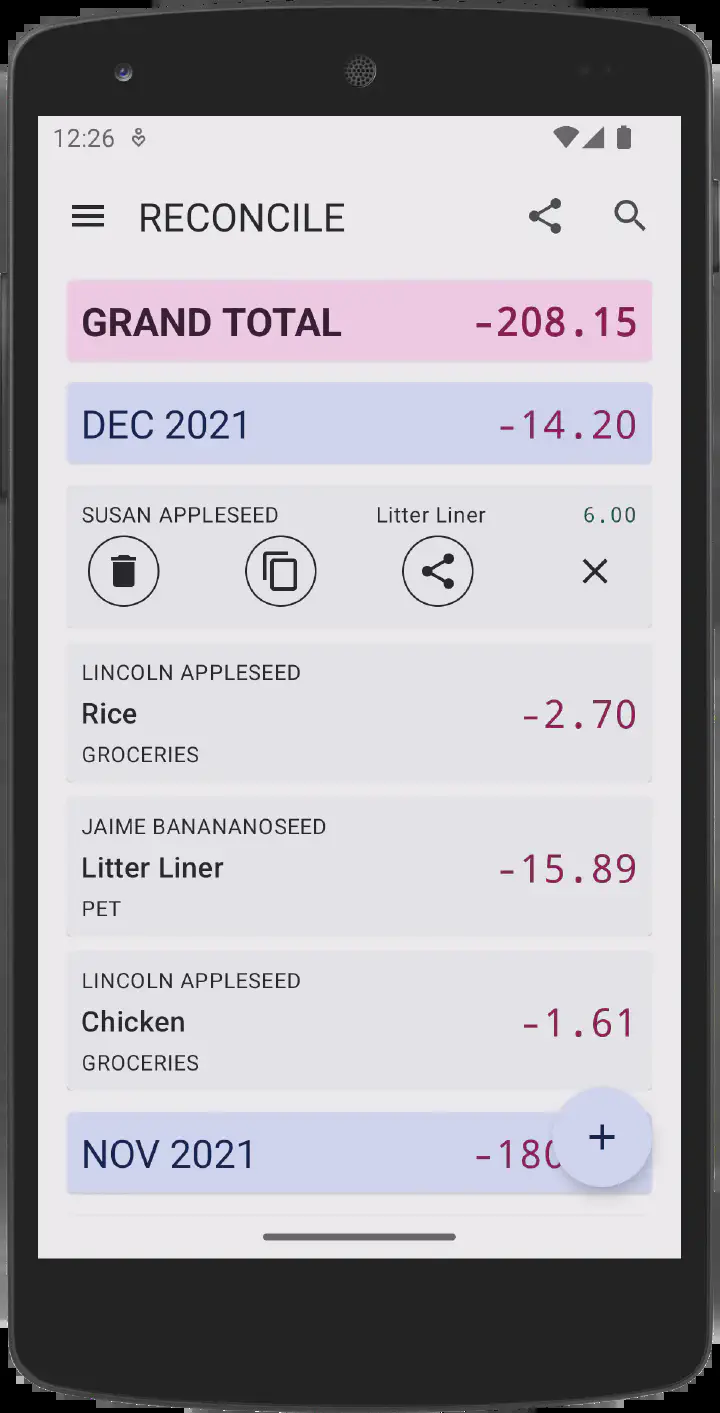 12:26
RECONCILE
GRAND TOTAL -208.15
DEC 2021 -14.20
SUSAN APPLESEED Litter Liner 6.00
LINCOLN APPLESEED
Rice -2.70
GROCERIES
JAIME BANANANOSEED
Litter Liner -15.89
PET
LINCOLN APPLESEED
Chicken -1.61
GROCERIES
NOV 2021